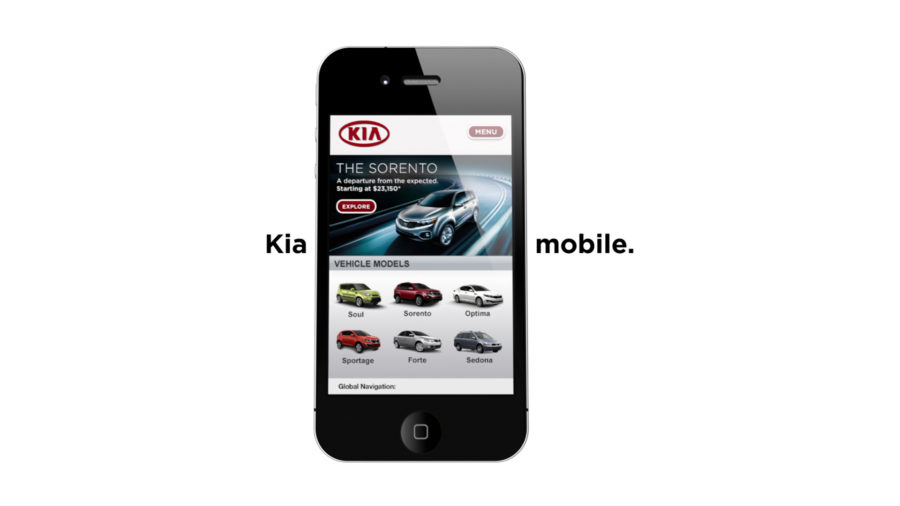 Kia
KIA
MENU
THE SORENTO
A departure from the expected.
Starting at $23,150*
EXPLORE
VEHICLE MODELS
Soul Sorento Optima
Sportage Forte Sedona
Global Navigation:
mobile.